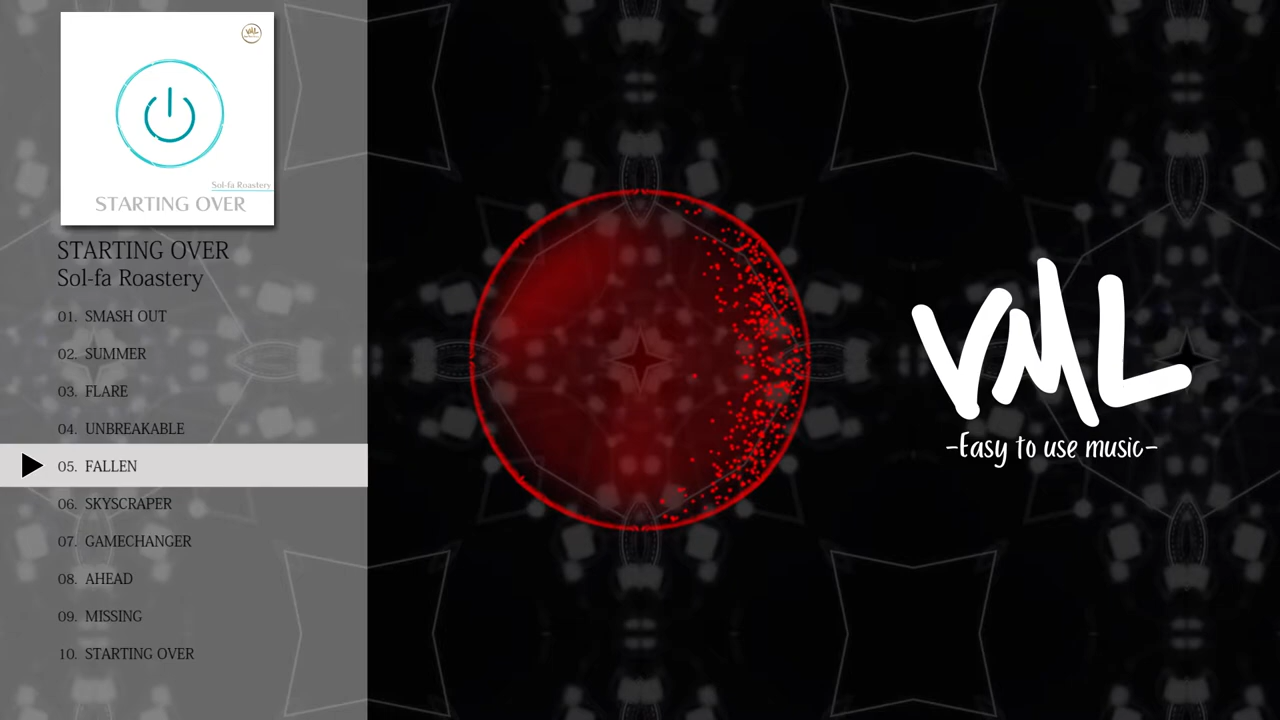 VML
Sol-fa Roastery
STARTING OVER
STARTING OVER
Sol-fa Roastery
01. SMASH OUT
02. SUMMER
03. FLARE
04. UNBREAKABLE
05. FALLEN
06. SKYSCRAPER
07. GAMECHANGER
08. AHEAD
09. MISSING
10. STARTING OVER
VML
-Easy to use music-